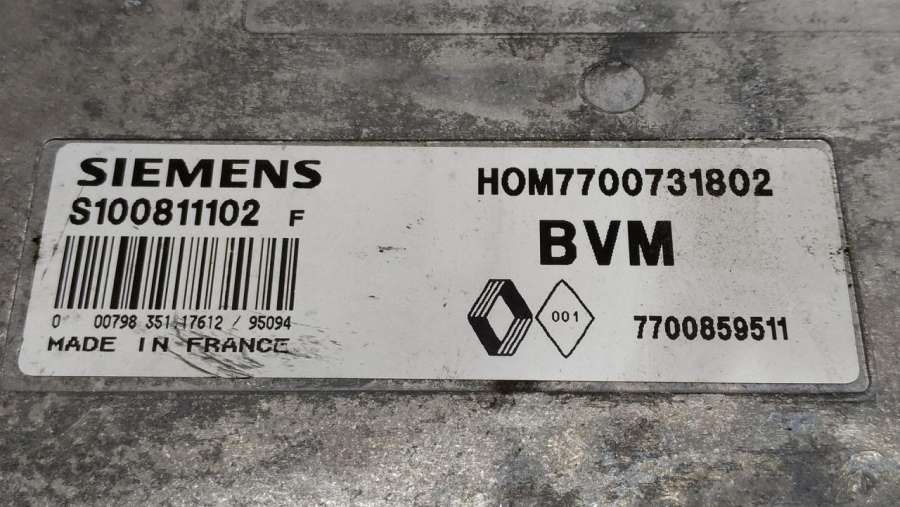 SIEMENS
S100811102 F
0 00798 351 17612 / 95094
MADE IN FRANCE
HOM7700731802
BVM
001
7700859511